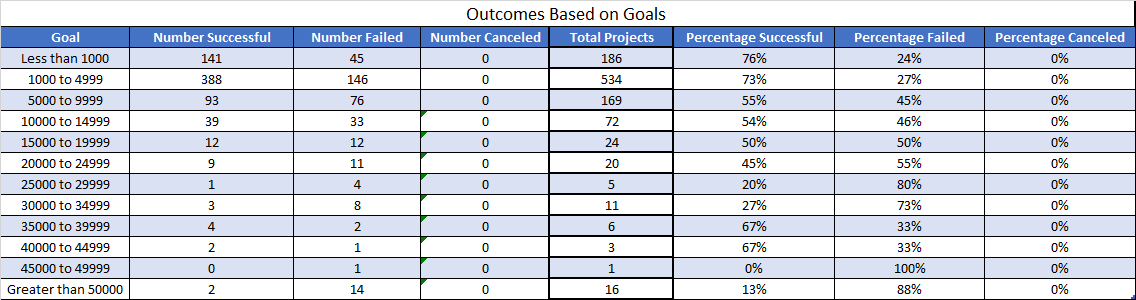 Outcomes Based on Goals
Goal Number Successful Number Failed Number Canceled Total Projects Percentage Successful Percentage Failed Percentage Canceled
Less than 1000 141 45 0 186 76% 24% 0%
1000 to 4999 388 146 0 534 73% 27% 0%
5000 to 9999 93 76 0 169 55% 45% 0%
10000 to 14999 39 33 0 72 54% 46% 0%
15000 to 19999 12 12 0 24 50% 50% 0%
20000 to 24999 9 11 0 20 45% 55% 0%
25000 to 29999 1 4 0 5 20% 80% 0%
30000 to 34999 3 8 0 11 27% 73% 0%
35000 to 39999 4 2 0 6 67% 33% 0%
40000 to 44999 2 1 0 3 67% 33% 0%
45000 to 49999 0 1 0 1 0% 100% 0%
Greater than 50000 2 14 0 16 13% 88% 0%